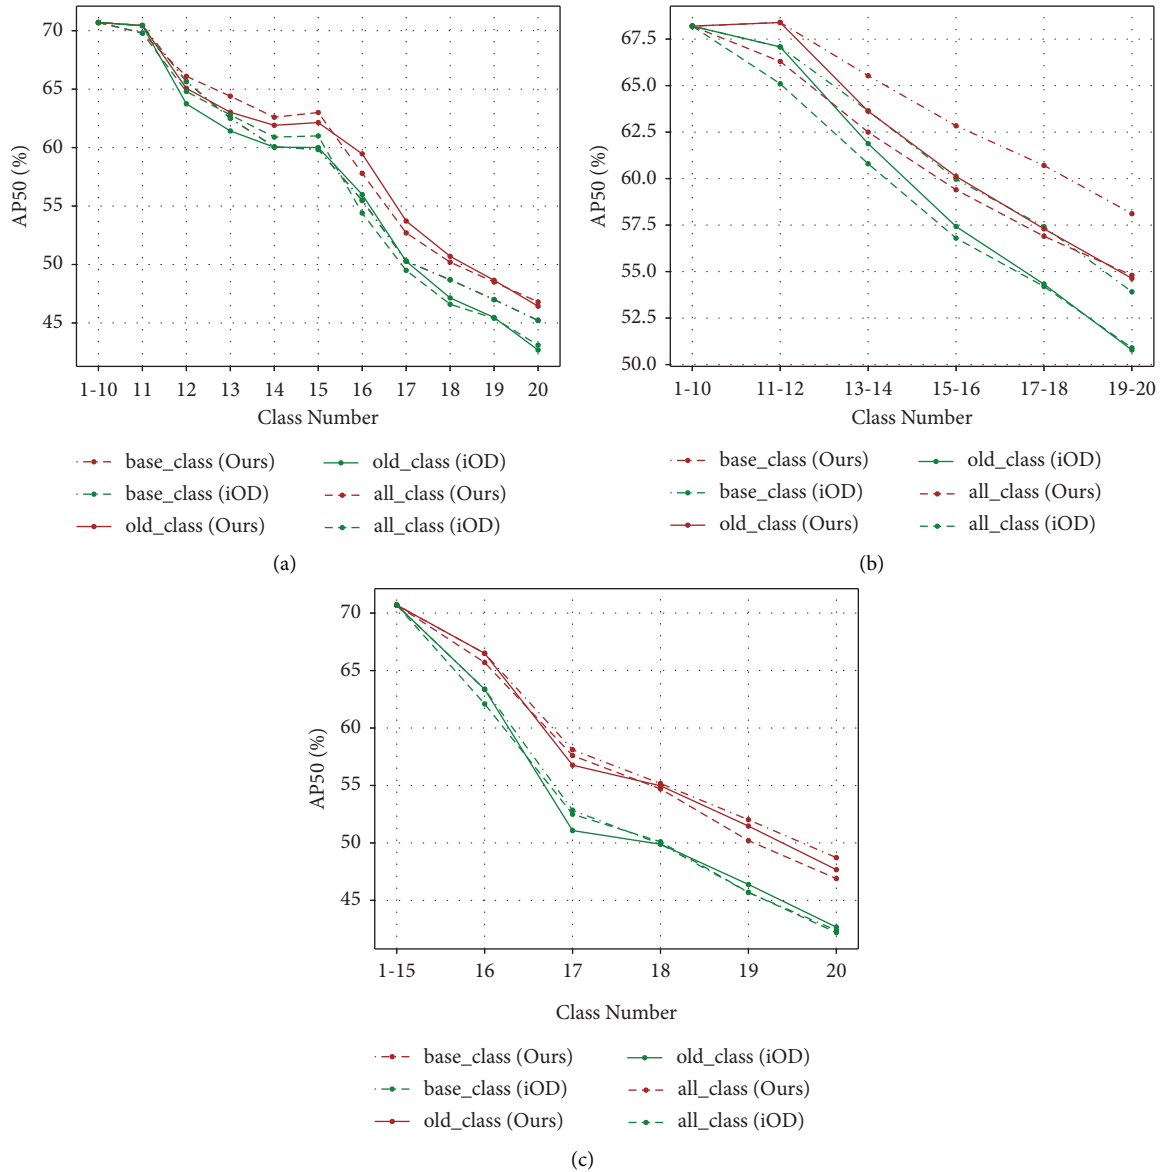 70
65
60
55
50
45
AP50 (%)
1-10 11 12 13 14 15 16 17 18 19 20
Class Number
base_class (Ours) old_class (iOD)
base_class (iOD) all_class (Ours)
old_class (Ours) all_class (iOD)
(a)
67.5
65.0
62.5
60.0
57.5
55.0
52.5
50.0
AP50 (%)
1-10 11-12 13-14 15-16 17-18 19-20
Class Number
base_class (Ours) old_class (iOD)
base_class (iOD) all_class (Ours)
old_class (Ours) all_class (iOD)
(b)
70
65
60
55
50
45
AP50 (%)
1-15 16 17 18 19 20
Class Number
base_class (Ours) old_class (iOD)
base_class (iOD) all_class (Ours)
old_class (Ours) all_class (iOD)
(c)